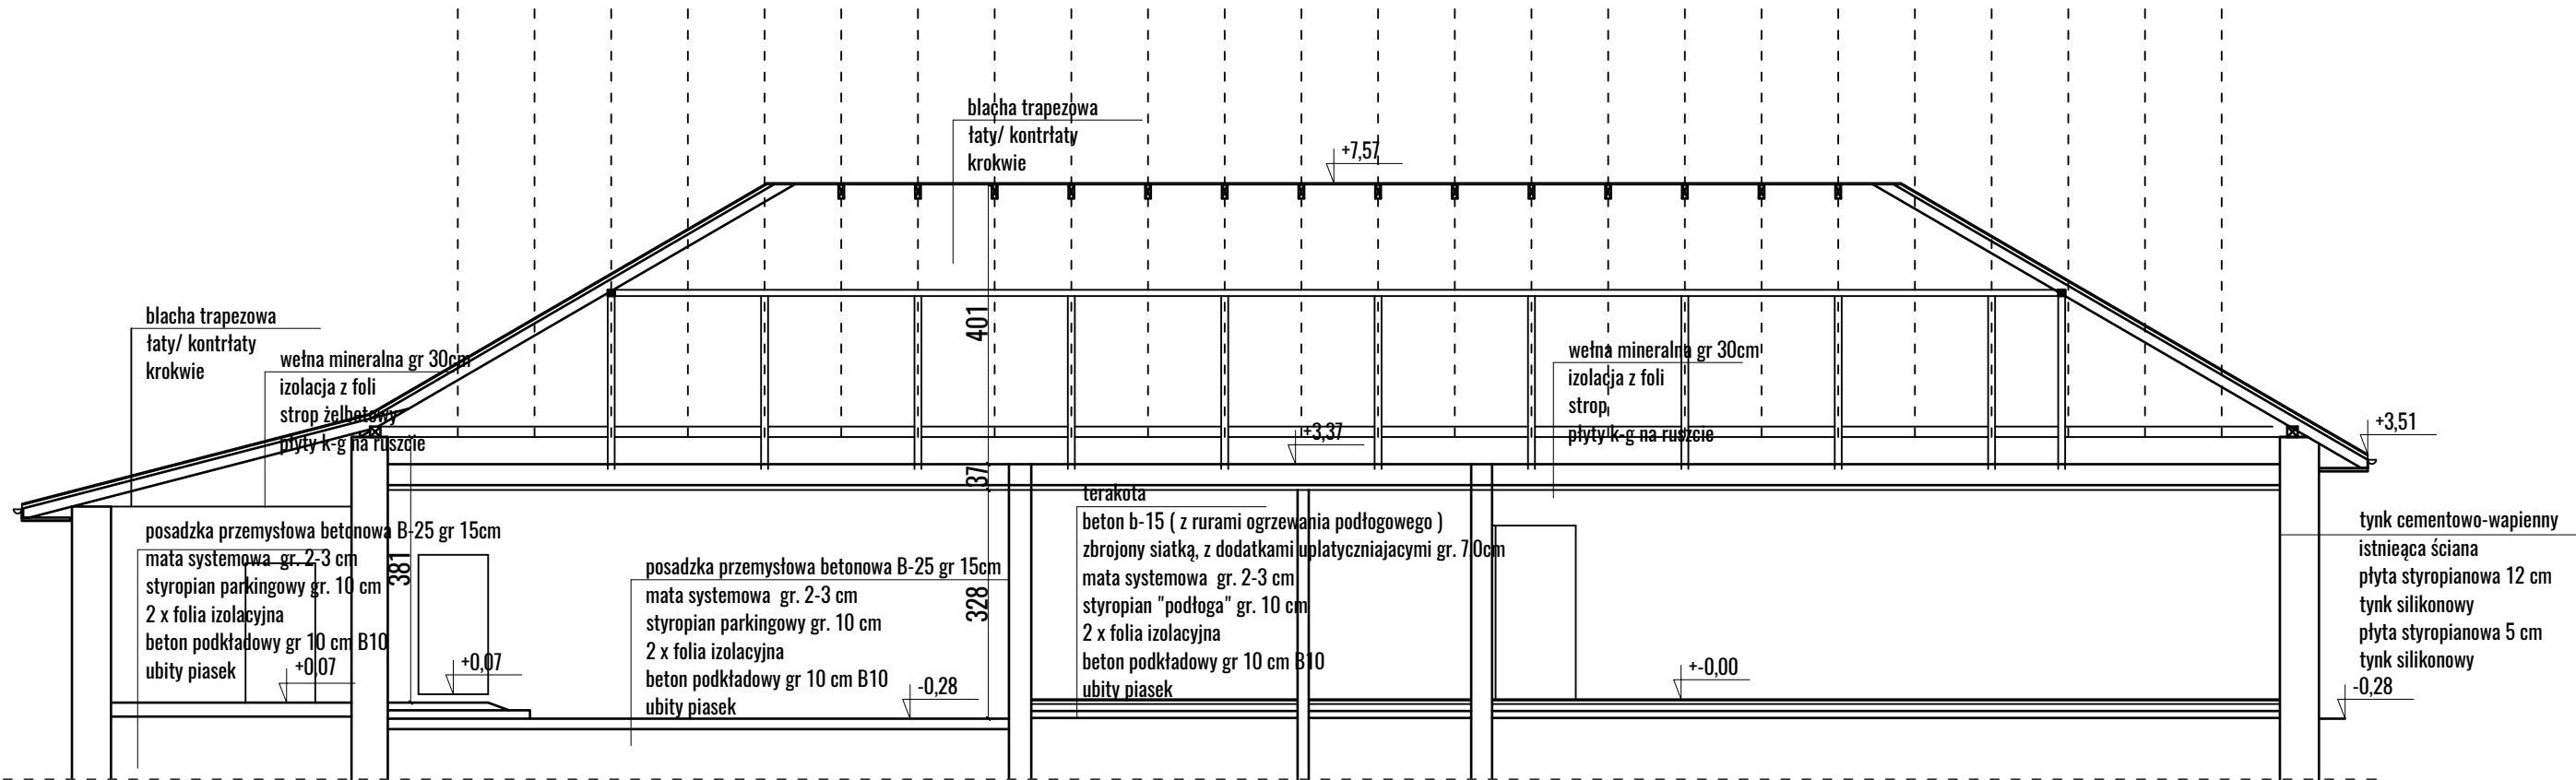 blacha trapezowa
łaty/ kontrłaty
krokwie
+7,57
blacha trapezowa
łaty/ kontrłaty
krokwie
wełna mineralna gr 30cm
izolacja z foli
strop żelbetowy
płyty k-g na ruszcie
401
wełna mineralna gr 30cm
izolacja z foli
strop
płyty k-g na ruszcie
+3,37
+3,51
37
posadzka przemysłowa betonowa B-25 gr 15cm
mata systemowa gr. 2-3 cm
styropian parkingowy gr. 10 cm
2 x folia izolacyjna
beton podkładowy gr 10 cm B10
ubity piasek
+0,07
381
+0,07
posadzka przemysłowa betonowa B-25 gr 15cm
mata systemowa gr. 2-3 cm
styropian parkingowy gr. 10 cm
2 x folia izolacyjna
beton podkładowy gr 10 cm B10
ubity piasek
-0,28
328
terakota
beton b-15 ( z rurami ogrzewania podłogowego )
zbrojony siatką, z dodatkami uplatyczniajacymi gr. 7,0cm
mata systemowa gr. 2-3 cm
styropian "podłoga" gr. 10 cm
2 x folia izolacyjna
beton podkładowy gr 10 cm B10
ubity piasek
+-0,00
tynk cementowo-wapienny
istnieąca ściana
płyta styropianowa 12 cm
tynk silikonowy
płyta styropianowa 5 cm
tynk silikonowy
-0,28